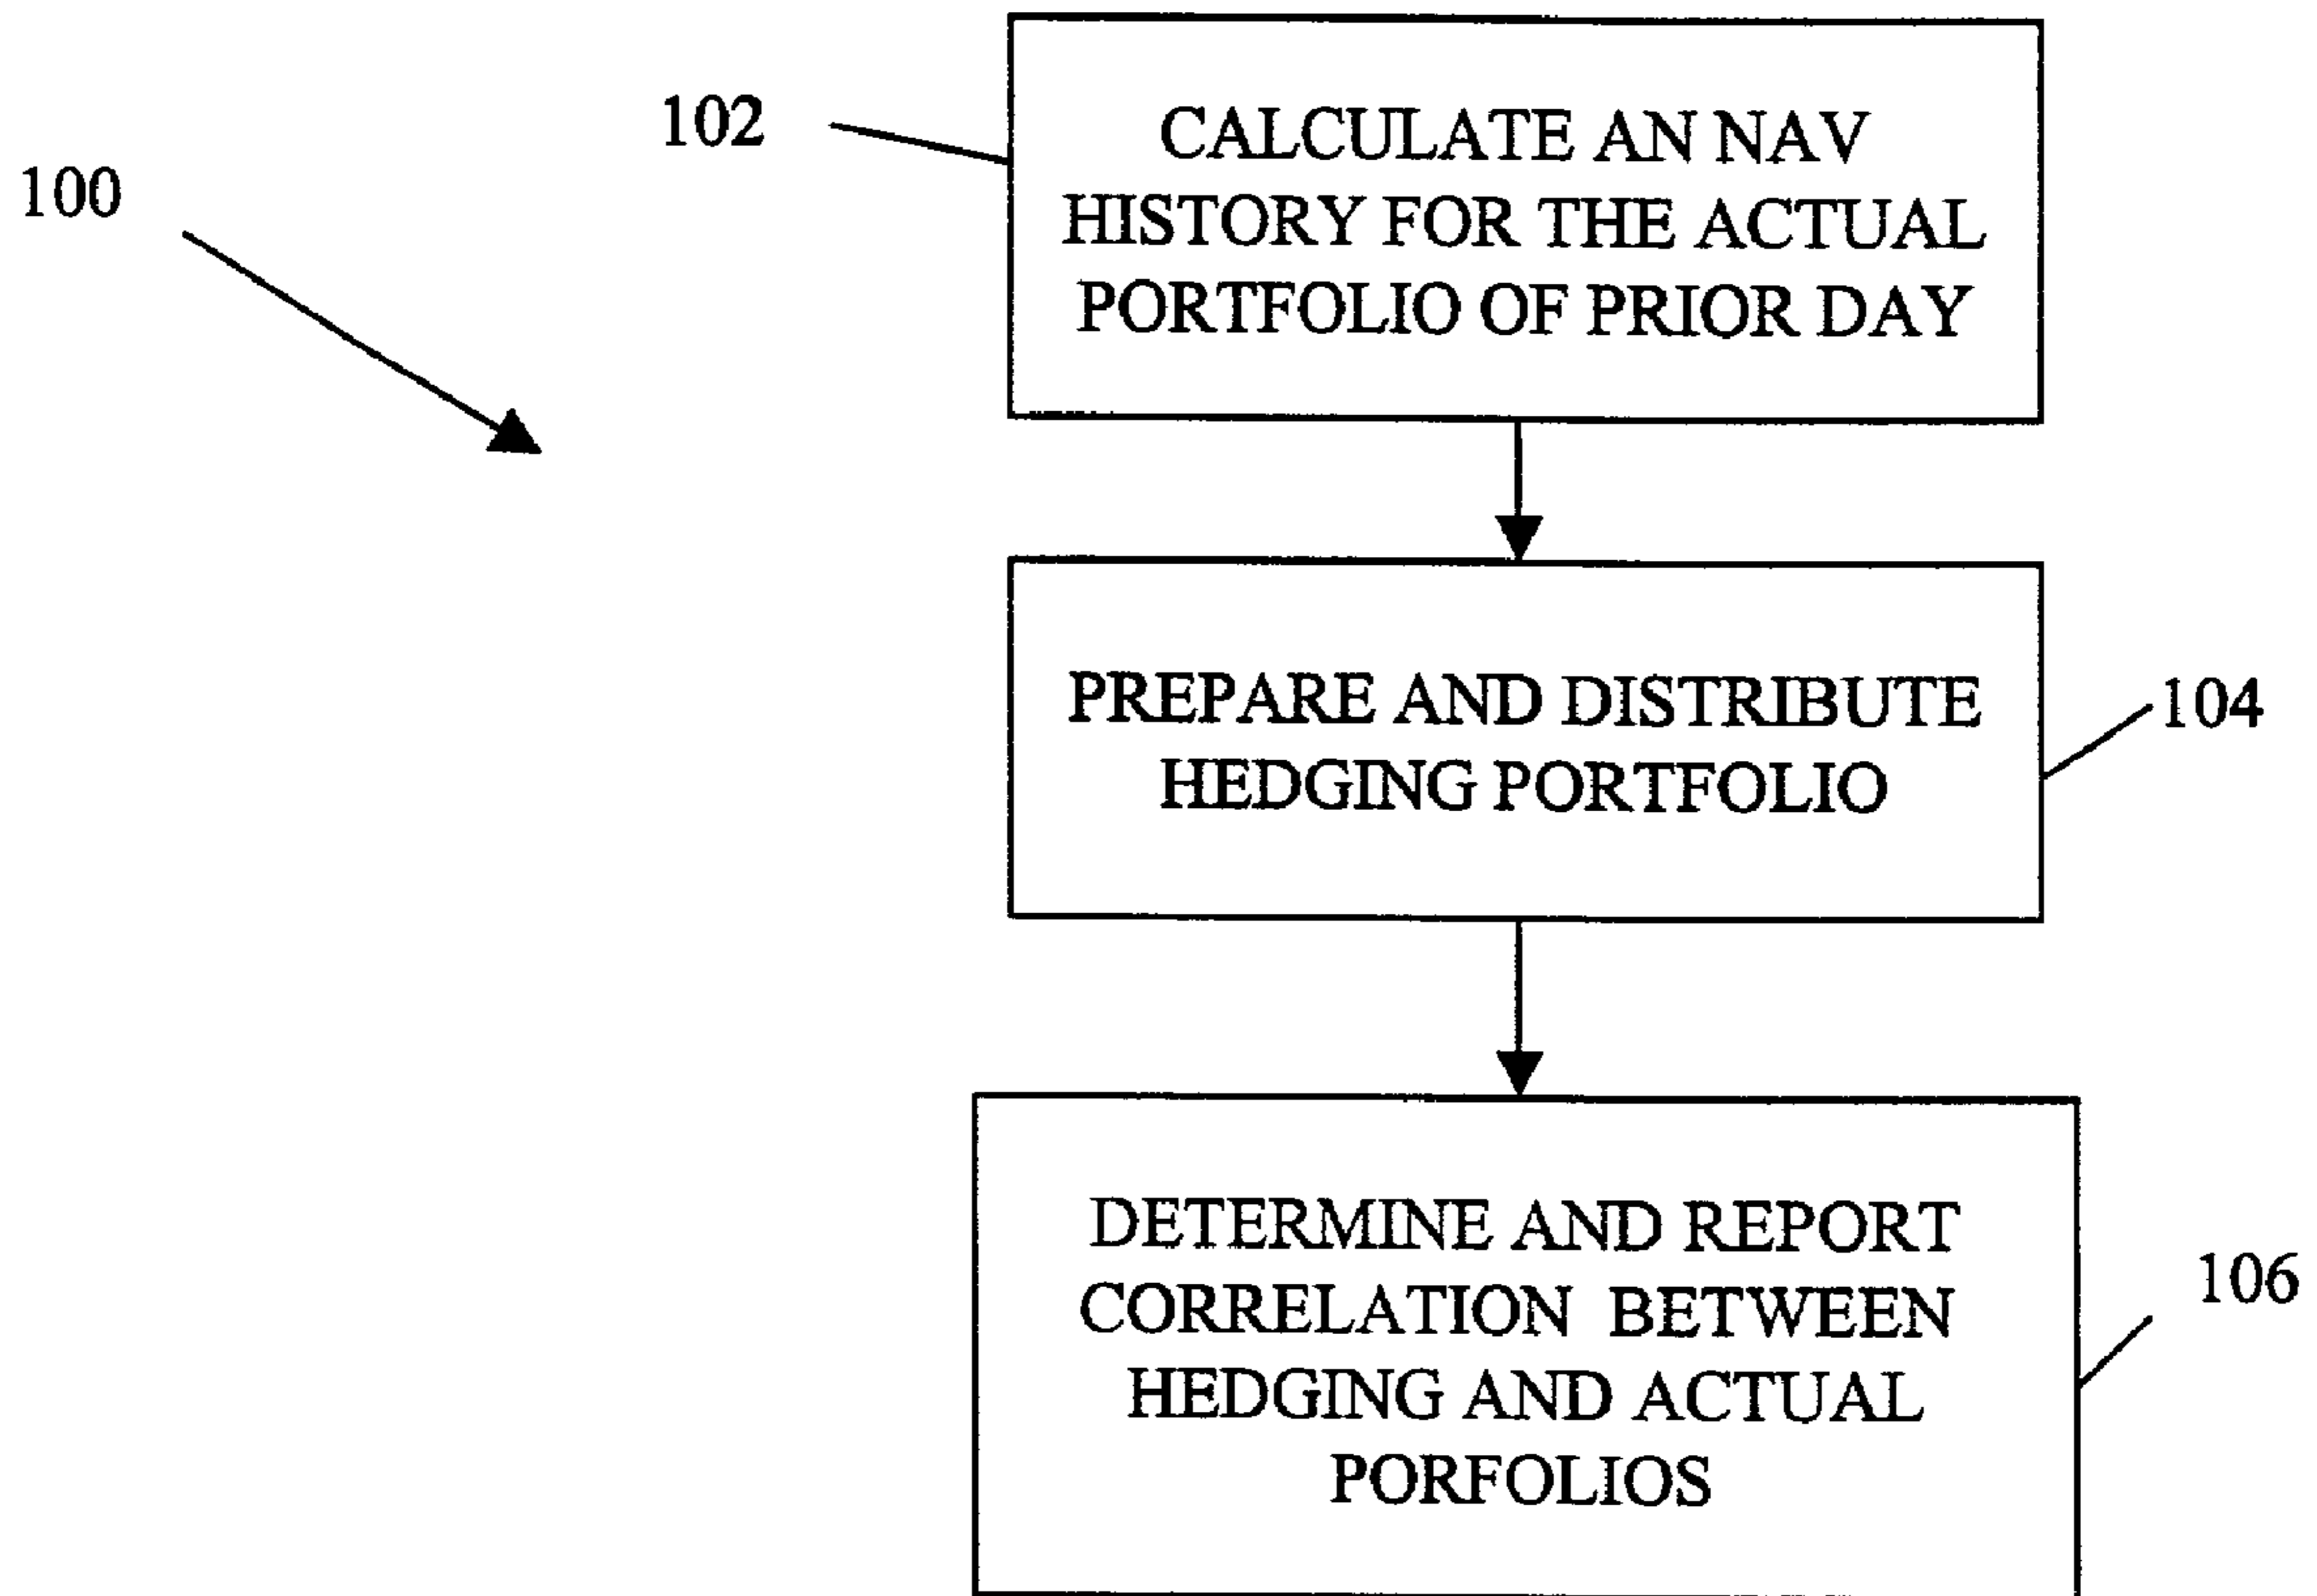 102
100
CALCULATE AN NAV
HISTORY FOR THE ACTUAL
PORTFOLIO OF PRIOR DAY
PREPARE AND DISTRIBUTE
HEDGING PORTFOLIO
104
DETERMINE AND REPORT
CORRELATION BETWEEN
HEDGING AND ACTUAL
PORFOLIOS
106